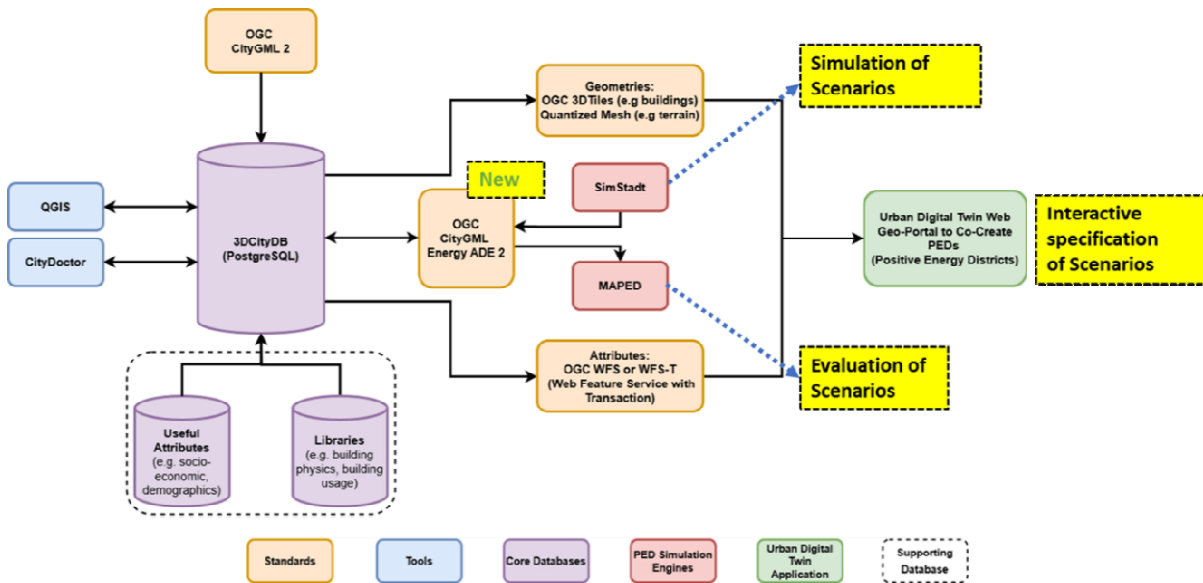 OGC
CityGML 2
Geometries:
OGC 3DTiles (e.g buildings)
Quantized Mesh (e.g terrain)
Simulation of
Scenarios
New
SimStadt
QGIS
CityDoctor
3DCityDB
(PostgreSQL)
OGC
CityGML
Energy ADE 2
MAPED
Urban Digital Twin Web
Geo-Portal to Co-Create
PEDs
(Positive Energy Districts)
Interactive
specification
of Scenarios
Attributes:
OGC WFS or WFS-T
(Web Feature Service with
Transaction)
Evaluation of
Scenarios
Useful
Attributes
(e.g. socio-
economic,
demographics)
Libraries
(e.g. building
physics, building
usage)
Standards
Tools
Core Databases
PED Simulation
Engines
Urban Digital
Twin
Application
Supporting
Database